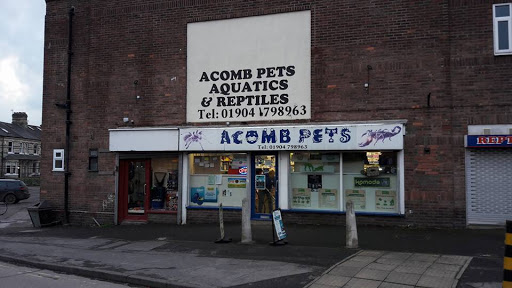 ACOMB PETS
AQUATICS
& REPTILES
Tel: 01904 798963
ACOMB PETS
Tel: 01904 798963